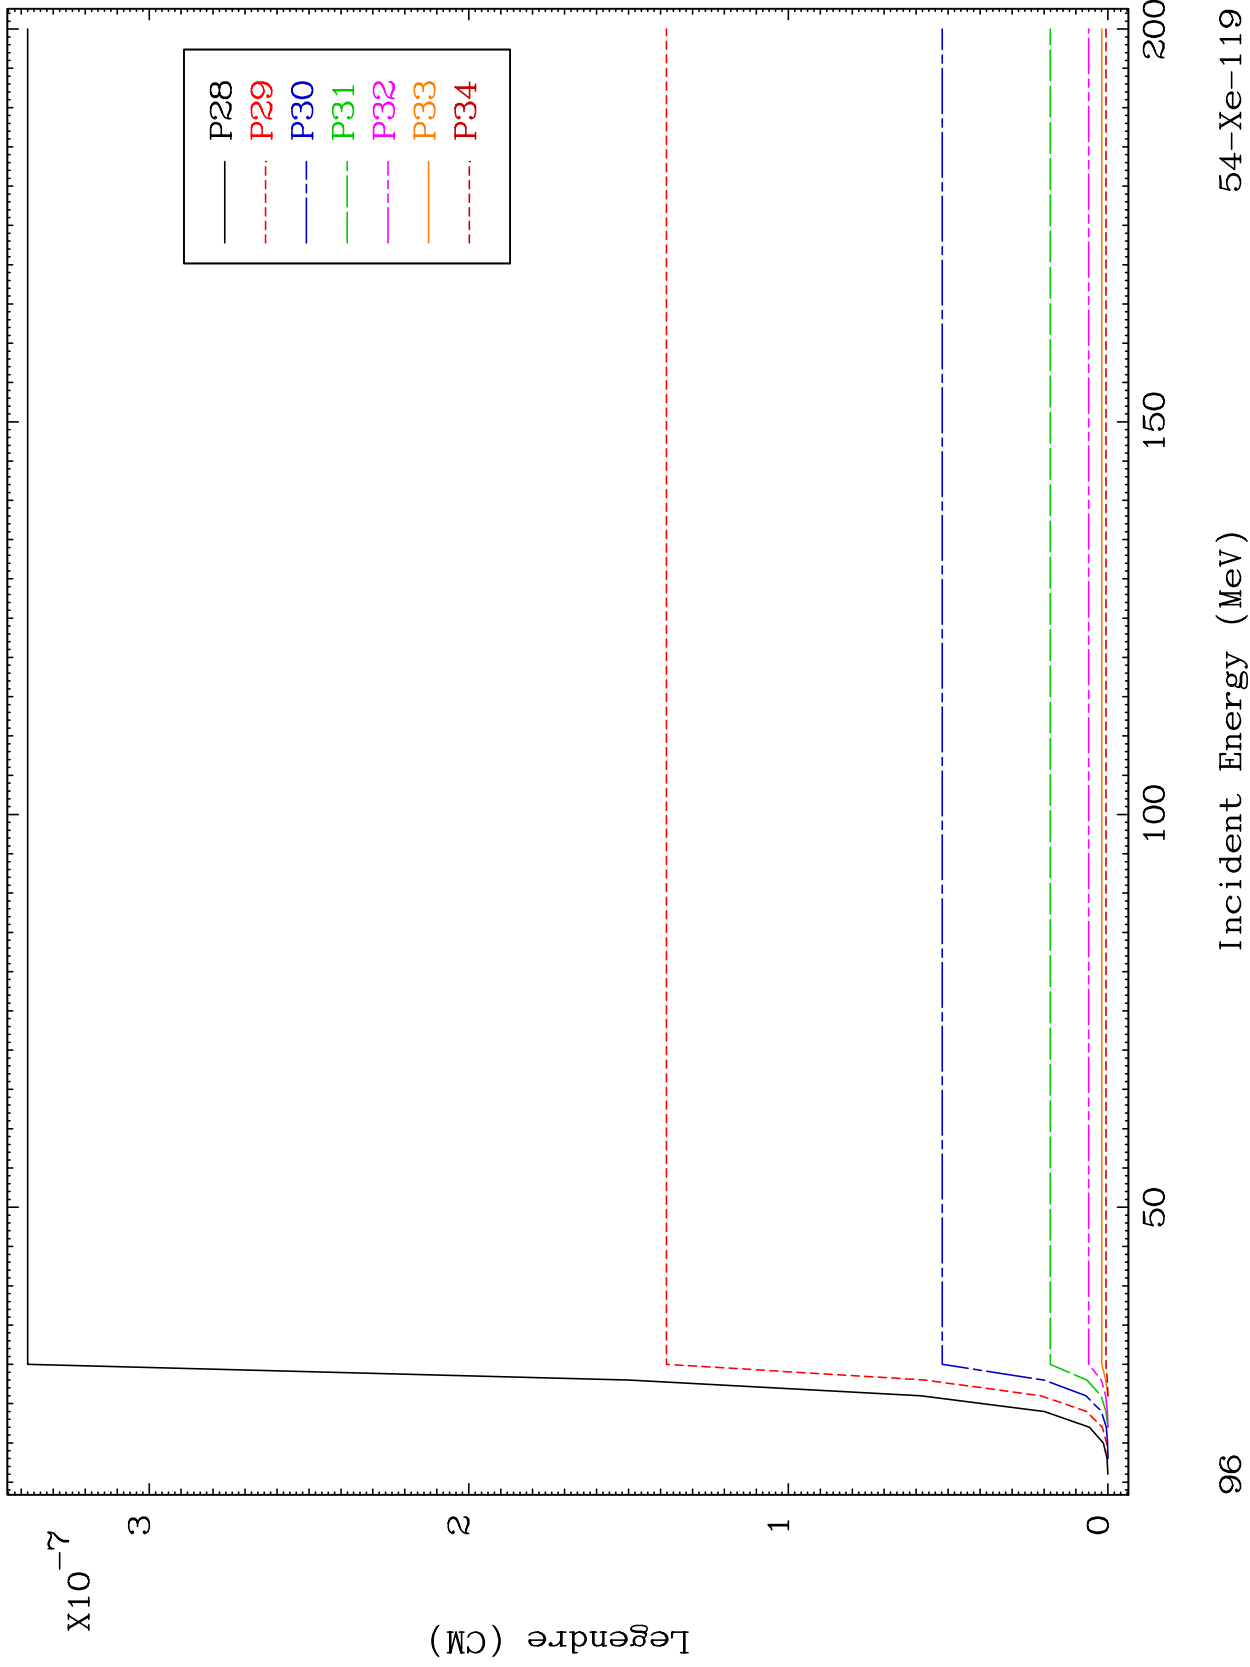 X10-7
3
2
1
0
Legendre (CM)
P28
P29
P30
P31
P32
P33
P34
50
100
150
200
96
Incident Energy (MeV)
54-Xe-119